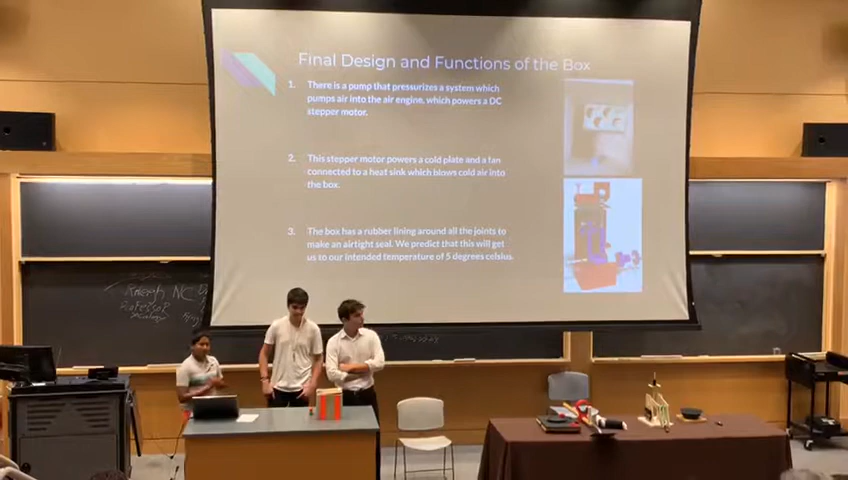 Final Design and Functions of the Box
1. There is a pump that pressurizes a system which
pumps air into the air engine, which powers a DC
stepper motor.
2. This stepper motor powers a cold plate and a fan
connected to a heat sink which blows cold air into
the box.
3. The box has a rubber lining around all the joints to
make an airtight seal. We predict that this will get
us to our intended temperature of 5 degrees celsius.
NC